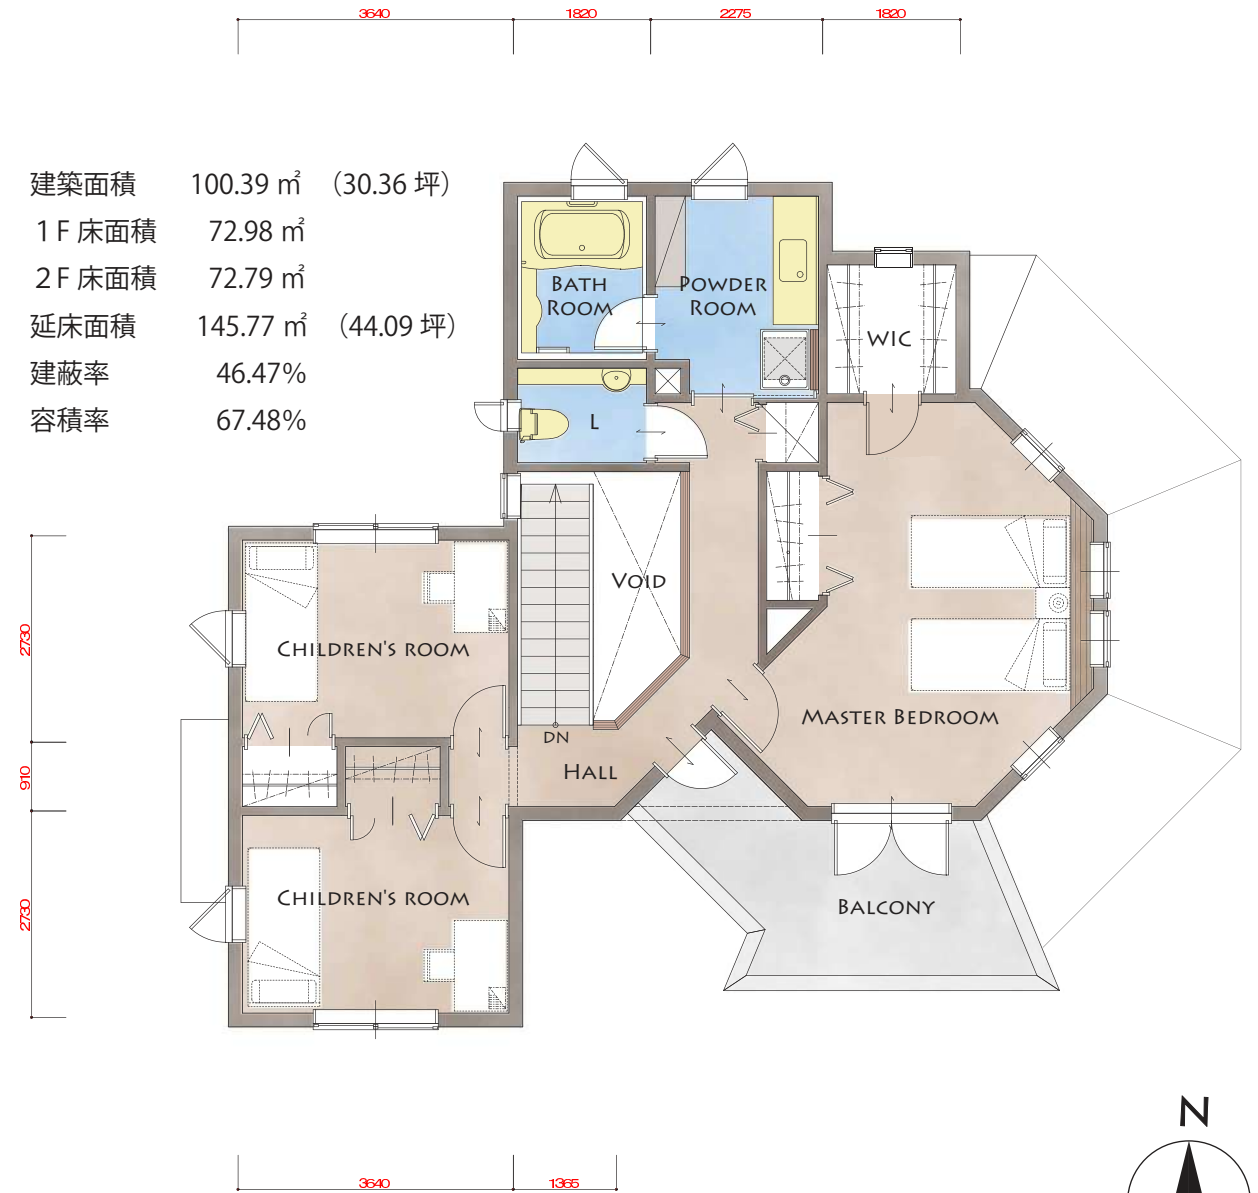 3640 1820 2275 1820
建築面積 100.39 ㎡ （30.36 坪）
1F 床面積 72.98 ㎡
2F 床面積 72.79 ㎡
延床面積 145.77 ㎡ （44.09 坪）
建蔽率 46.47%
容積率 67.48%
BATH ROOM
POWDER ROOM
WIC
L
VOID
CHILDREN'S ROOM
MASTER BEDROOM
DN
HALL
CHILDREN'S ROOM
BALCONY
2730
910
2730
N
3640 1365